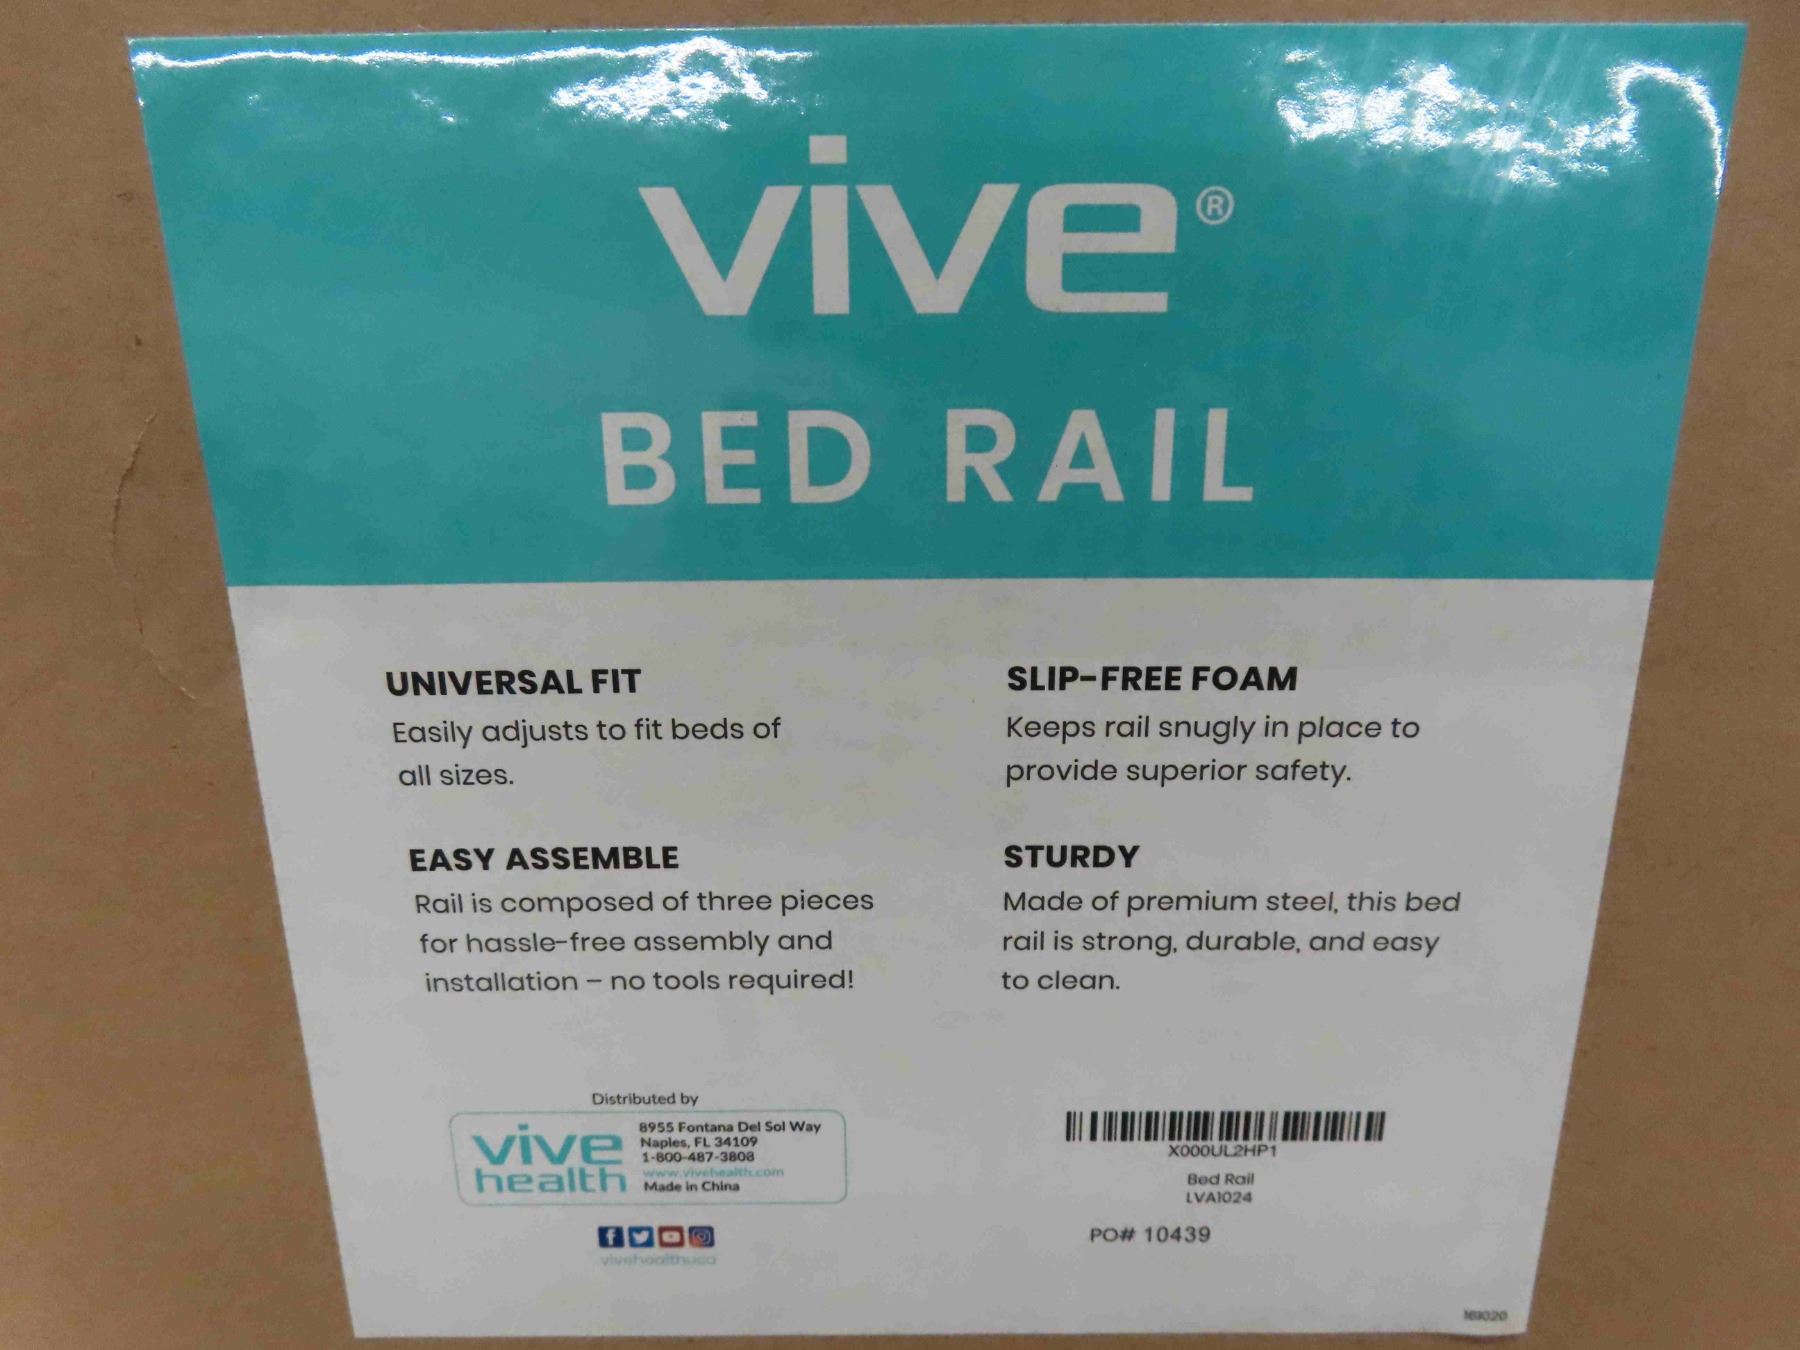 vive®
BED RAIL
UNIVERSAL FIT
Easily adjusts to fit beds of
all sizes.
SLIP-FREE FOAM
Keeps rail snugly in place to
provide superior safety.
EASY ASSEMBLE
Rail is composed of three pieces
for hassle-free assembly and
installation – no tools required!
STURDY
Made of premium steel, this bed
rail is strong, durable, and easy
to clean.
Distributed by
vive
health
8955 Fontana Del Sol Way
Naples, FL 34109
1-800-487-3808
www.vivehealth.com
Made in China
vivehealthusa
X000UL2HP1
Bed Rail
LVA1024
PO# 10439
161020